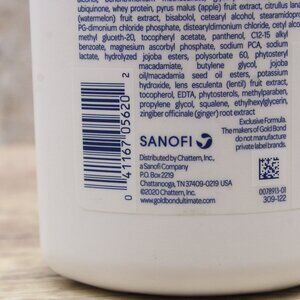 ubiquinone, water, pyrus malus (apple) fruit extract, citrullus lana
(watermelon) fruit extract, bisabolol, cetearyl alcohol, stearamidop
PG-dimonium chloride phosphate, distearyldimonium chloride, cetyl alco
methyl gluceth-20, tocopheryl acetate, panthenol, C12-15 alkyl
benzoate, magnesium ascorbyl phosphate, sodium PCA, sodium
lactate, hydrolyzed jojoba esters, polysorbate 60, phytosteryl
macadamiate, butylene glycol, jojoba
oil/macadamia seed oil esters, potassium
hydroxide, lens esculenta (lentil) fruit extract,
tocopherol, EDTA, phytosterols, methylparaben,
propylene glycol, squalene, ethylhexylglycerin,
zingiber officinale (ginger) root extract
0 41167 05620 2
SANOFI
Exclusive Formula.
The makers of Gold Bond
do not manufacture
private label brands.
Distributed by Chattem, Inc.,
a Sanofi Company
P.O. Box 2219
Chattanooga, TN 37409-0219 USA
©2020 Chattem, Inc.
www.goldbondultimate.com
0078913-01
309-122